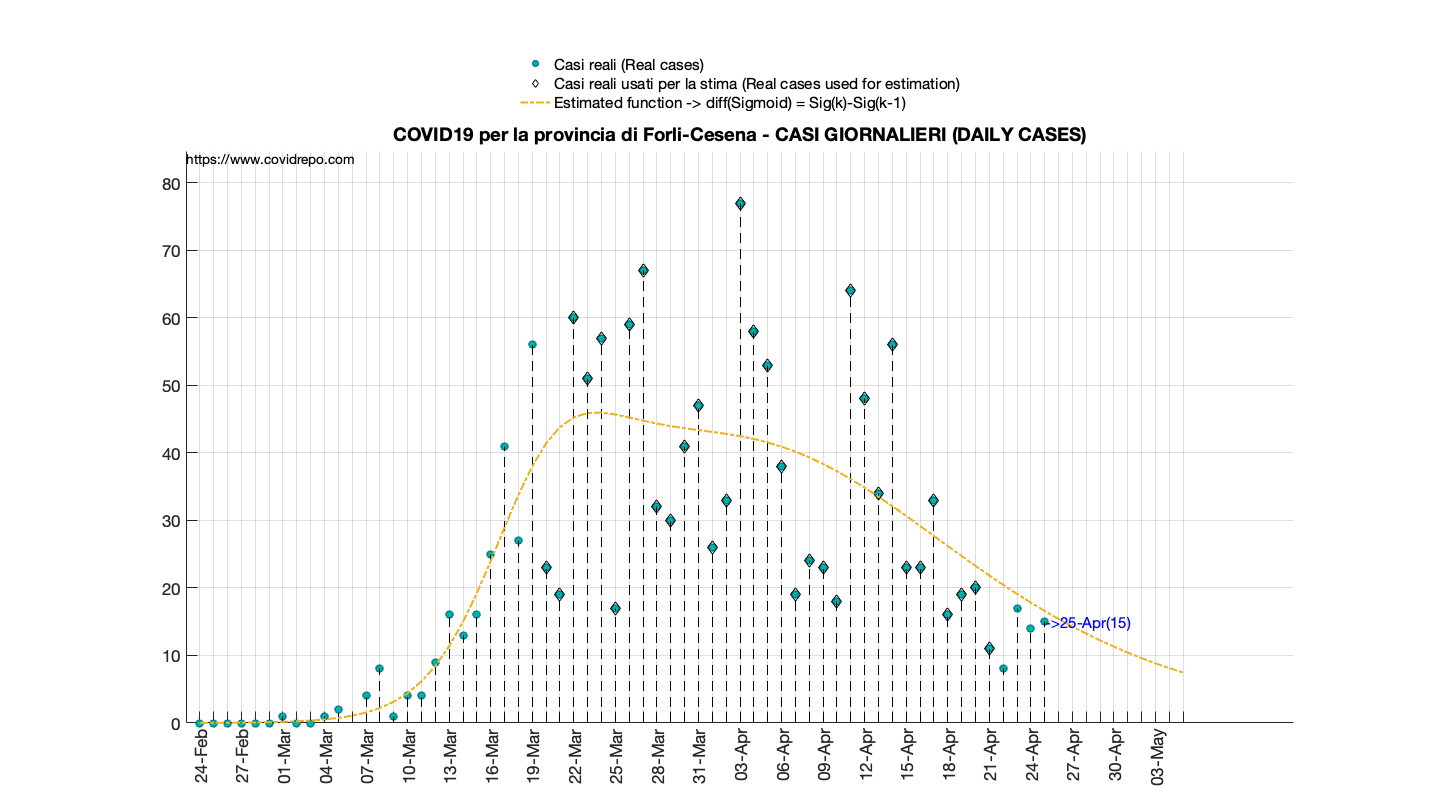 Casi reali (Real cases)
Casi reali usati per la stima (Real cases used for estimation)
Estimated function -> diff(Sigmoid) = Sig(k)-Sig(k-1)
COVID19 per la provincia di Forli-Cesena - CASI GIORNALIERI (DAILY CASES)
https://www.covidrepo.com
80
70
60
50
40
30
20
10
0
->25-Apr(15)
24-Feb
27-Feb
01-Mar
04-Mar
07-Mar
10-Mar
13-Mar
16-Mar
19-Mar
22-Mar
25-Mar
28-Mar
31-Mar
03-Apr
06-Apr
09-Apr
12-Apr
15-Apr
18-Apr
21-Apr
24-Apr
27-Apr
30-Apr
03-May